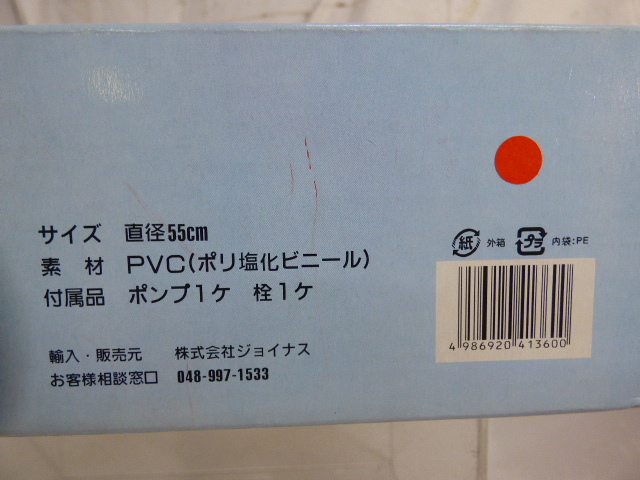 サイズ 直径55cm
素材 PVC(ポリ塩化ビニール)
付属品 ポンプ1ケ 栓1ケ
輸入・販売元 株式会社ジョイナス
お客様相談窓口 048-997-1533
紙 外箱 プラ 内袋:PE
4 986920 413600